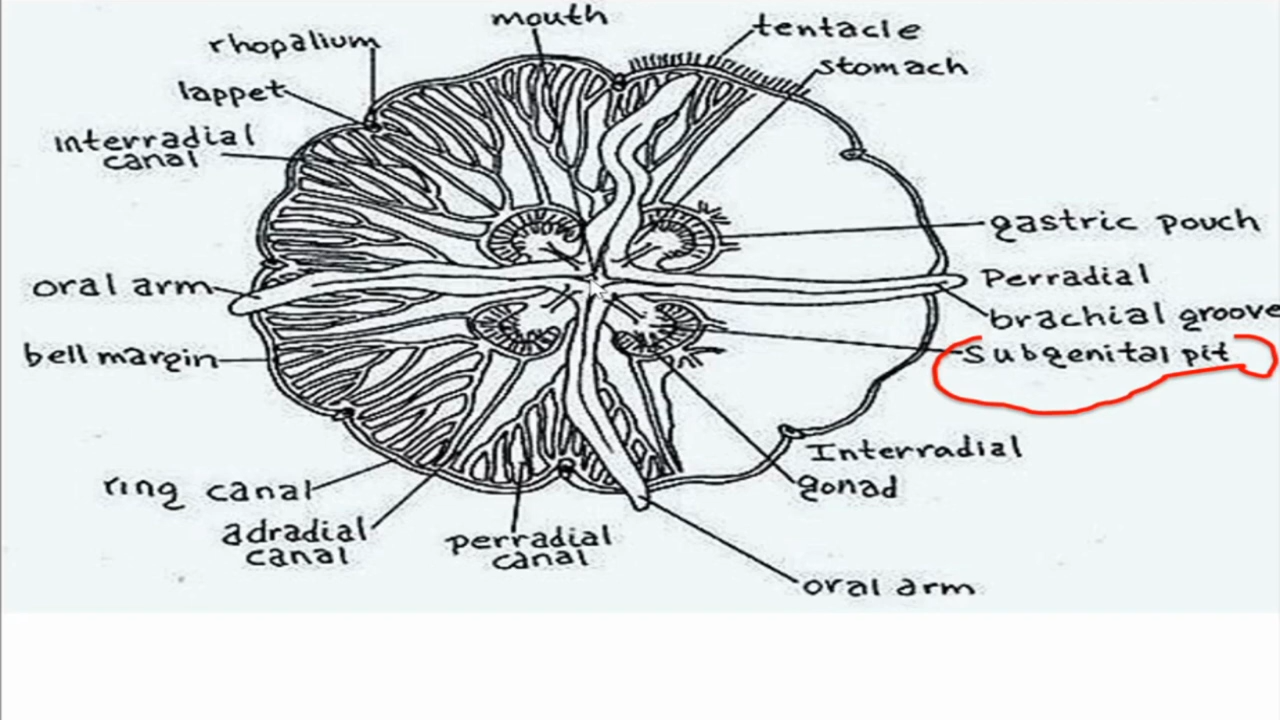 mouth
tentacle
rhopalium
stomach
lappet
interradial
canal
gastric pouch
oral arm
Perradial
brachial groove
bell margin
Subgenital pit
Interradial
ring canal
gonad
adradial
canal
perradial
canal
oral arm